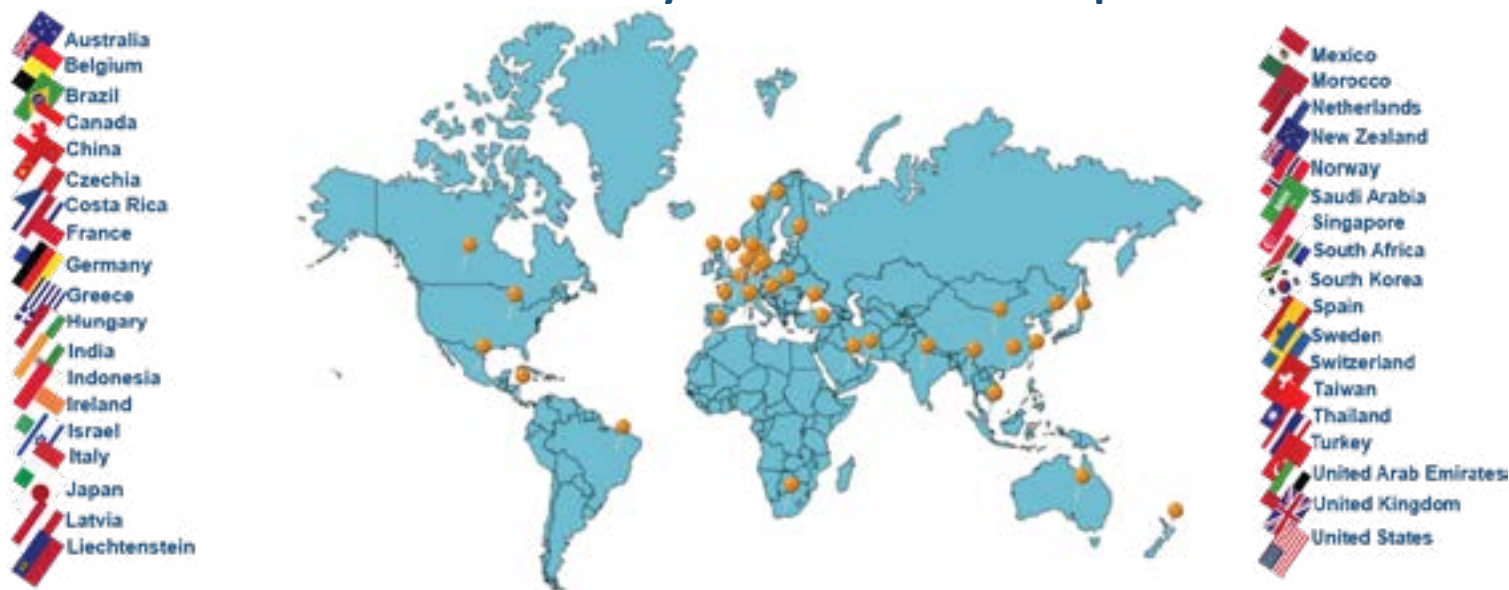 Australia
Belgium
Brazil
Canada
China
Czechia
Costa Rica
France
Germany
Greece
Hungary
India
Indonesia
Ireland
Israel
Italy
Japan
Latvia
Liechtenstein
Mexico
Morocco
Netherlands
New Zealand
Norway
Saudi Arabia
Singapore
South Africa
South Korea
Spain
Sweden
Switzerland
Taiwan
Thailand
Turkey
United Arab Emirates
United Kingdom
United States